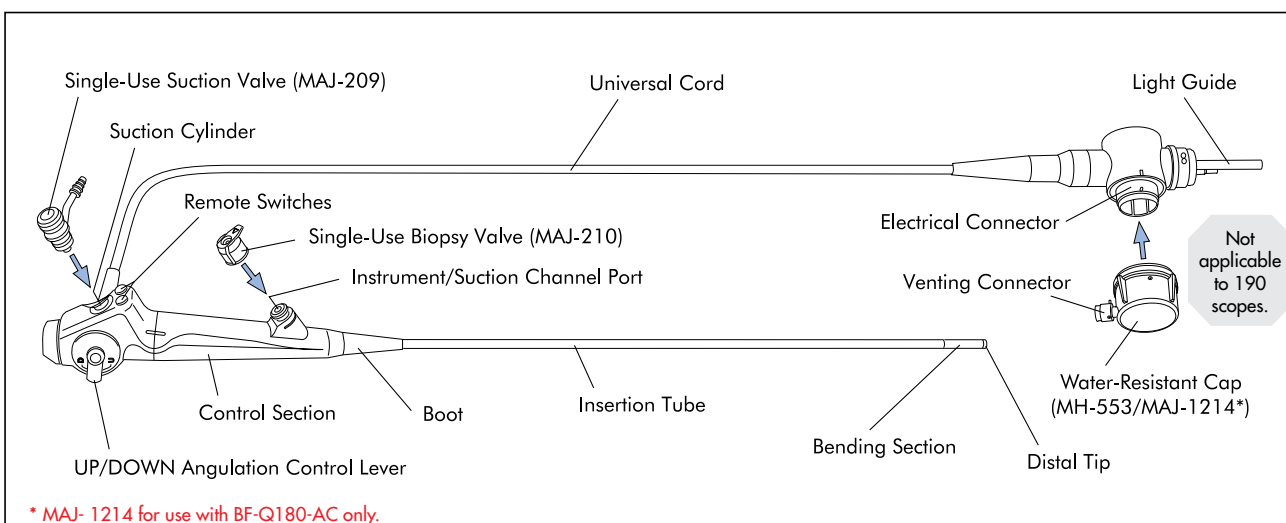 Single-Use Suction Valve (MAJ-209)
Universal Cord
Light Guide
Suction Cylinder
Remote Switches
Electrical Connector
Single-Use Biopsy Valve (MAJ-210)
Not
applicable
to 190
scopes.
Instrument/Suction Channel Port
Venting Connector
D U
Control Section
Boot
Insertion Tube
Water-Resistant Cap
(MH-553/MAJ-1214*)
Bending Section
Distal Tip
UP/DOWN Angulation Control Lever
* MAJ- 1214 for use with BF-Q180-AC only.